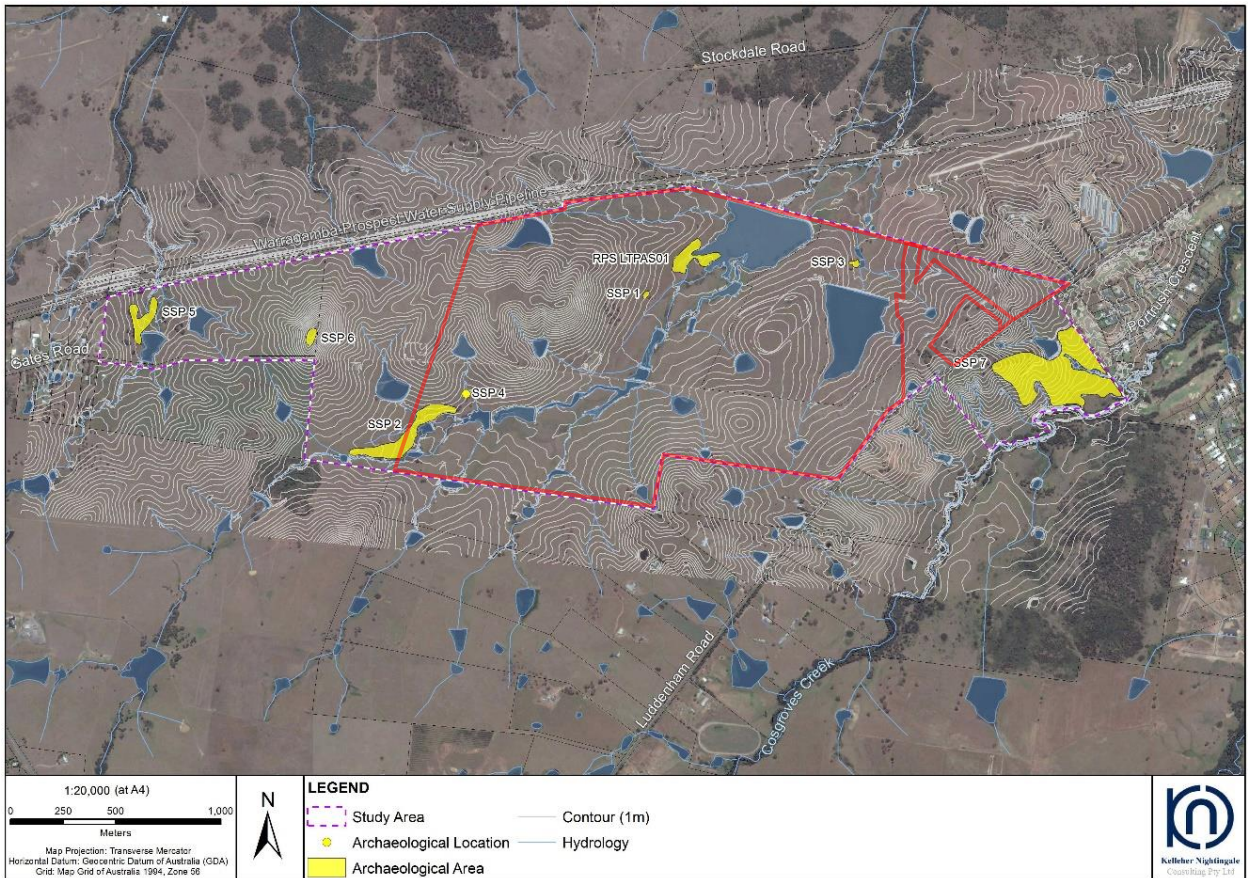 Stockdale Road
Warragamba-Prospect Water Supply Pipeline
RPS LTPAS01
SSP 3
SSP 1
Portrush Crescent
SSP 5
SSP 6
Gates Road
SSP 7
SSP 4
SSP 2
Luddenham Road
Cosgroves Creek
1:20,000 (at A4)
0 250 500 1,000
Meters
Map Projection: Transverse Mercator
Horizontal Datum: Geocentric Datum of Australia (GDA)
Grid: Map Grid of Australia 1994, Zone 56
N
LEGEND
Study Area
Contour (1m)
Archaeological Location
Hydrology
Archaeological Area
Kelleher Nightingale
Consulting Pty Ltd